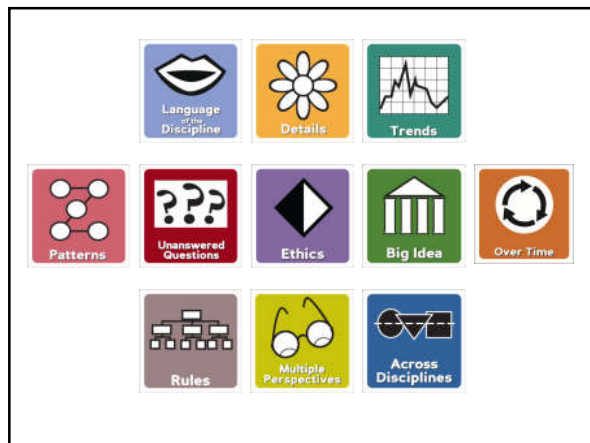 Language
of the
Discipline
Details
Trends
Patterns
???
Unanswered
Questions
Ethics
Big Idea
Over Time
Rules
Multiple
Perspectives
Across
Disciplines